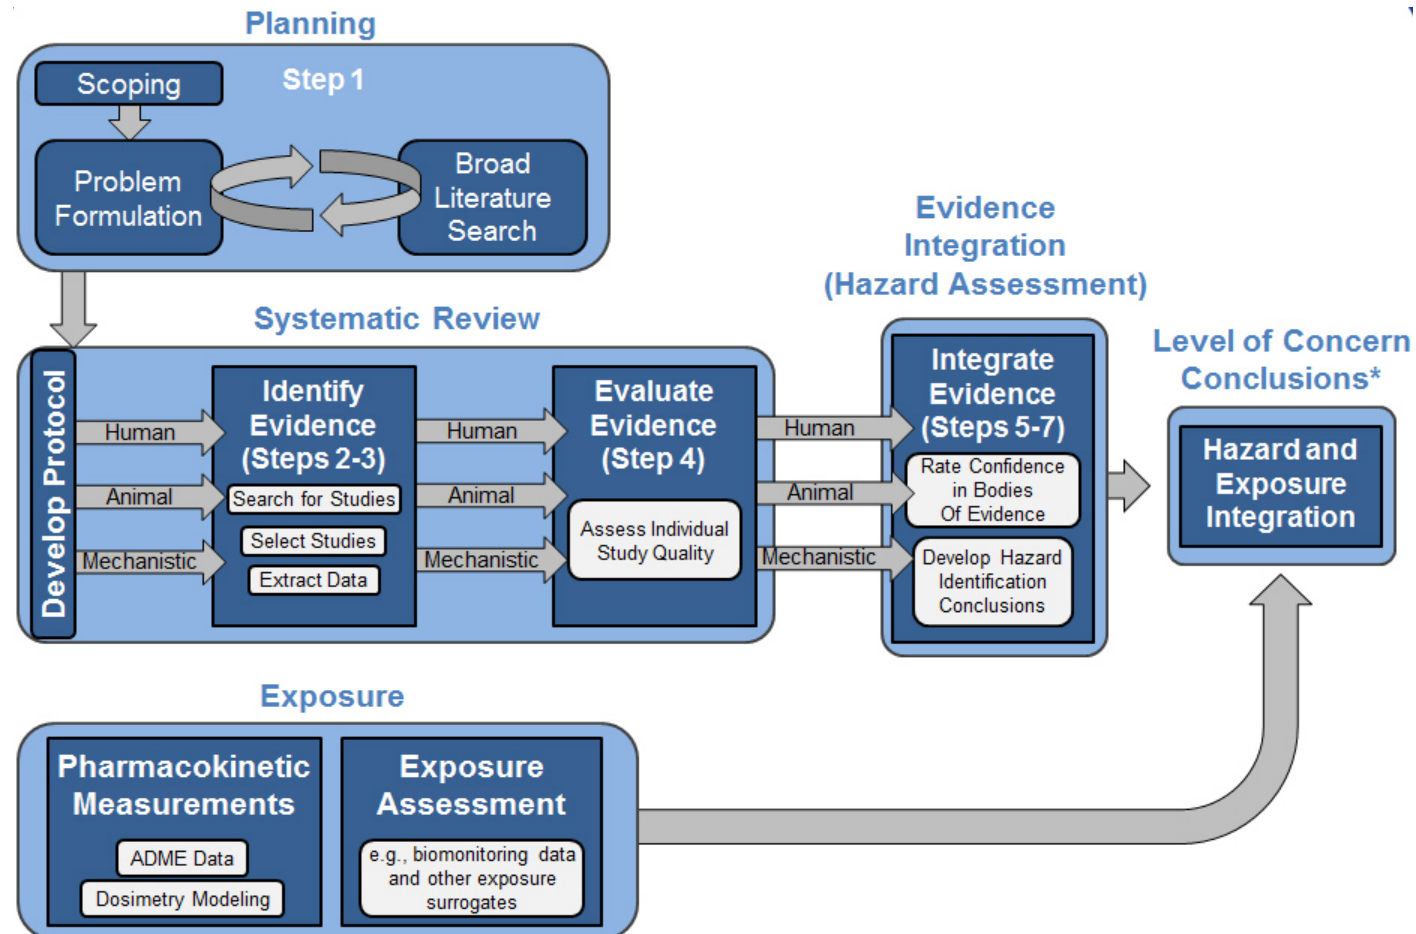 Planning
Scoping
Step 1
Problem
Formulation
Broad
Literature
Search
Evidence
Integration
(Hazard Assessment)
Systematic Review
Level of Concern
Conclusions*
Develop Protocol
Human
Animal
Mechanistic
Identify
Evidence
(Steps 2-3)
Search for Studies
Select Studies
Extract Data
Human
Animal
Mechanistic
Evaluate
Evidence
(Step 4)
Assess Individual
Study Quality
Human
Animal
Mechanistic
Integrate
Evidence
(Steps 5-7)
Rate Confidence
in Bodies
Of Evidence
Develop Hazard
Identification
Conclusions
Hazard and
Exposure
Integration
Exposure
Pharmacokinetic
Measurements
ADME Data
Dosimetry Modeling
Exposure
Assessment
e.g., biomonitoring data
and other exposure
surrogates